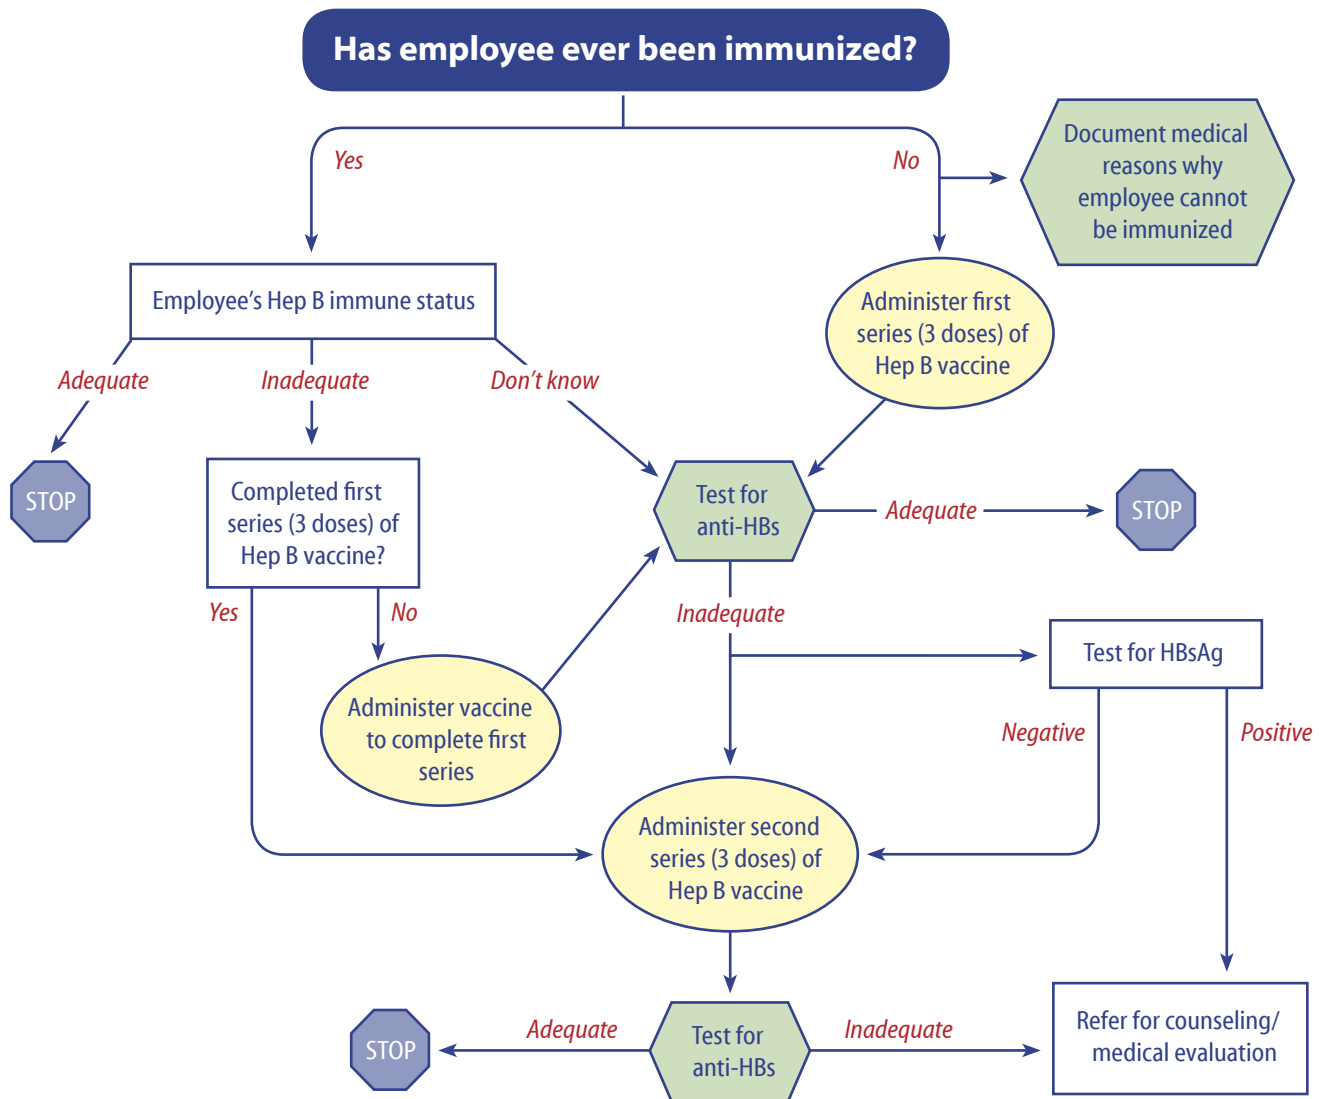 Has employee ever been immunized?
Yes
No
Document medical
reasons why
employee cannot
be immunized
Employee's Hep B immune status
Administer first
series (3 doses) of
Hep B vaccine
Adequate
Inadequate
Don't know
STOP
Completed first
series (3 doses) of
Hep B vaccine?
Test for
anti-HBs
Adequate
STOP
Yes
No
Inadequate
Test for HBsAg
Administer vaccine
to complete first
series
Negative
Positive
Administer second
series (3 doses) of
Hep B vaccine
STOP
Adequate
Test for
anti-HBs
Inadequate
Refer for counseling/
medical evaluation